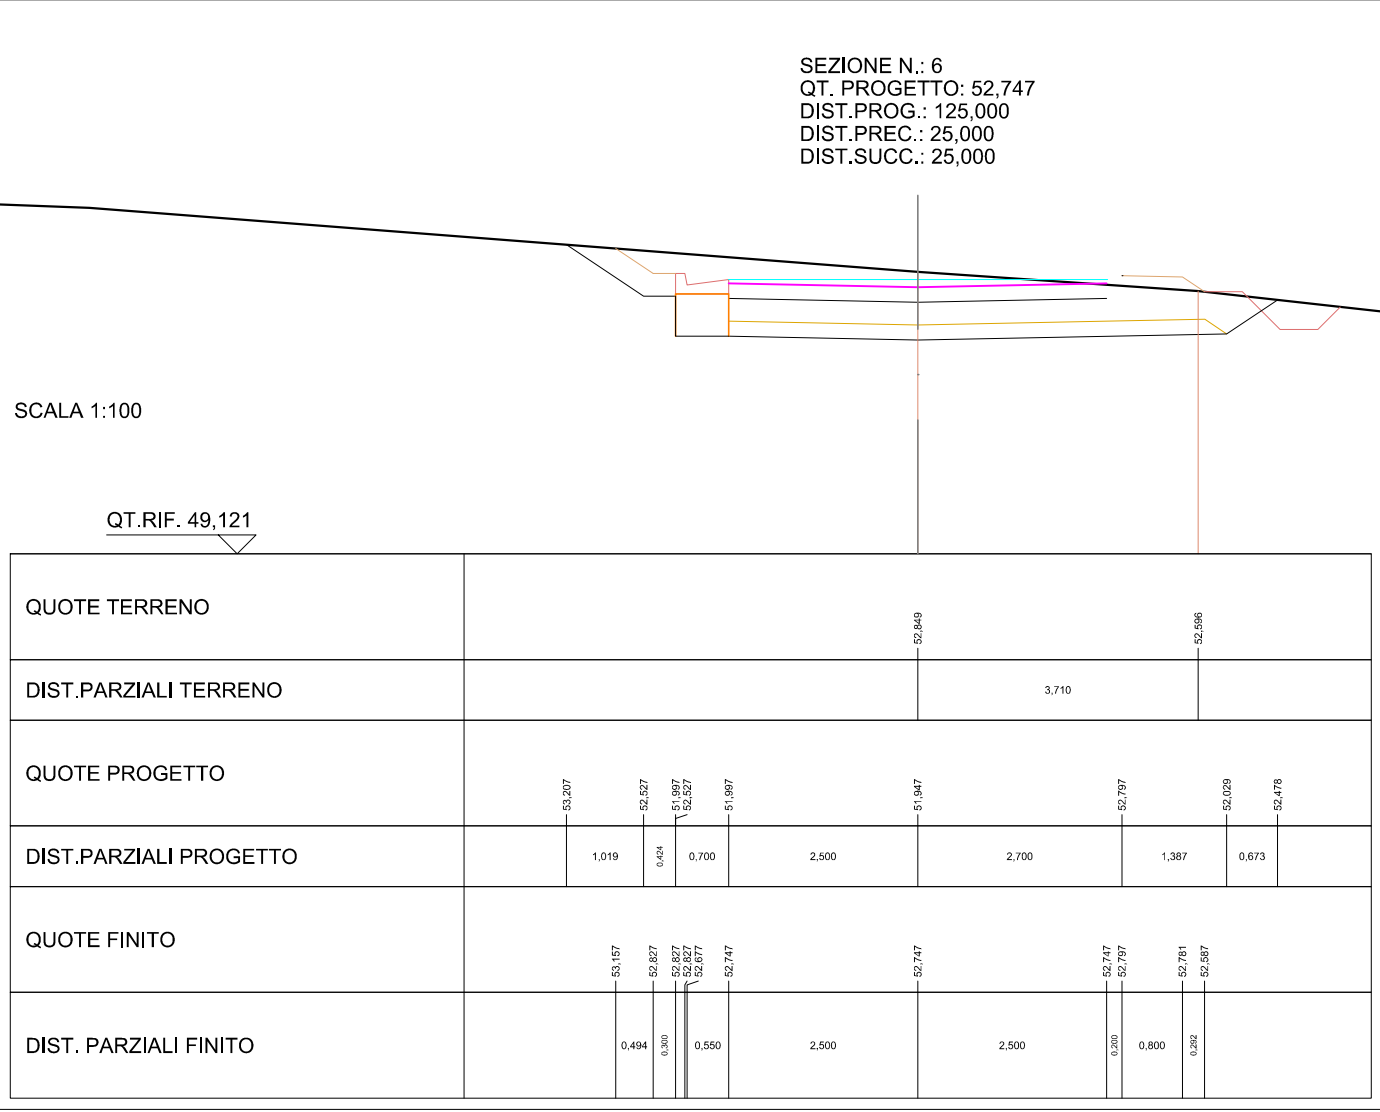 SEZIONE N.: 6
QT. PROGETTO: 52,747
DIST.PROG.: 125,000
DIST.PREC.: 25,000
DIST.SUCC.: 25,000
SCALA 1:100
QT.RIF. 49,121
QUOTE TERRENO
52,849 52,596
DIST.PARZIALI TERRENO
3,710
QUOTE PROGETTO
53,207 52,527 51,997 52,527 51,997 51,947 52,797 52,029 52,478
DIST.PARZIALI PROGETTO
1,019 0,424 0,700 2,500 2,700 1,387 0,673
QUOTE FINITO
53,157 52,827 52,827 52,827 52,677 52,747 52,747 52,747 52,797 52,781 52,587
DIST. PARZIALI FINITO
0,494 0,300 0,550 2,500 2,500 0,200 0,800 0,292